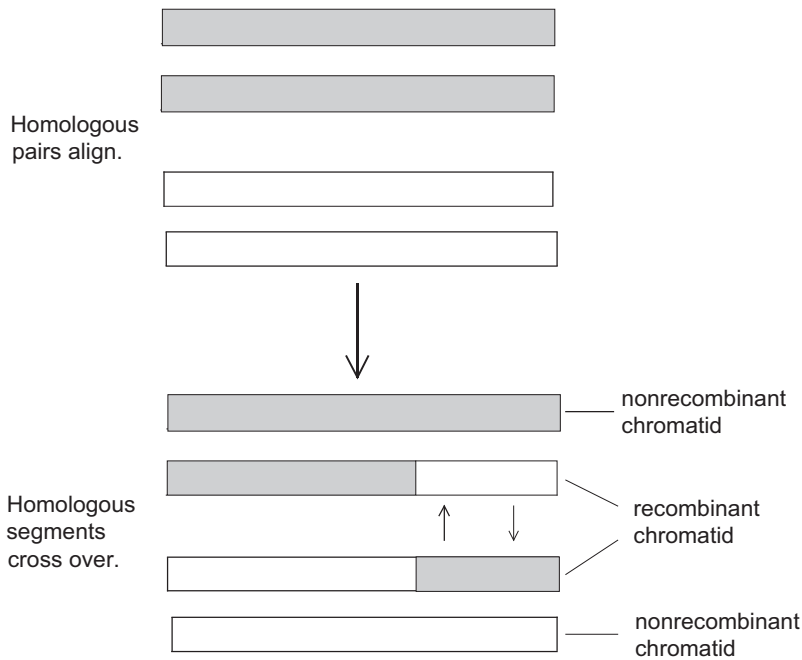 Homologous
pairs align.
nonrecombinant
chromatid
Homologous
segments
cross over.
recombinant
chromatid
nonrecombinant
chromatid